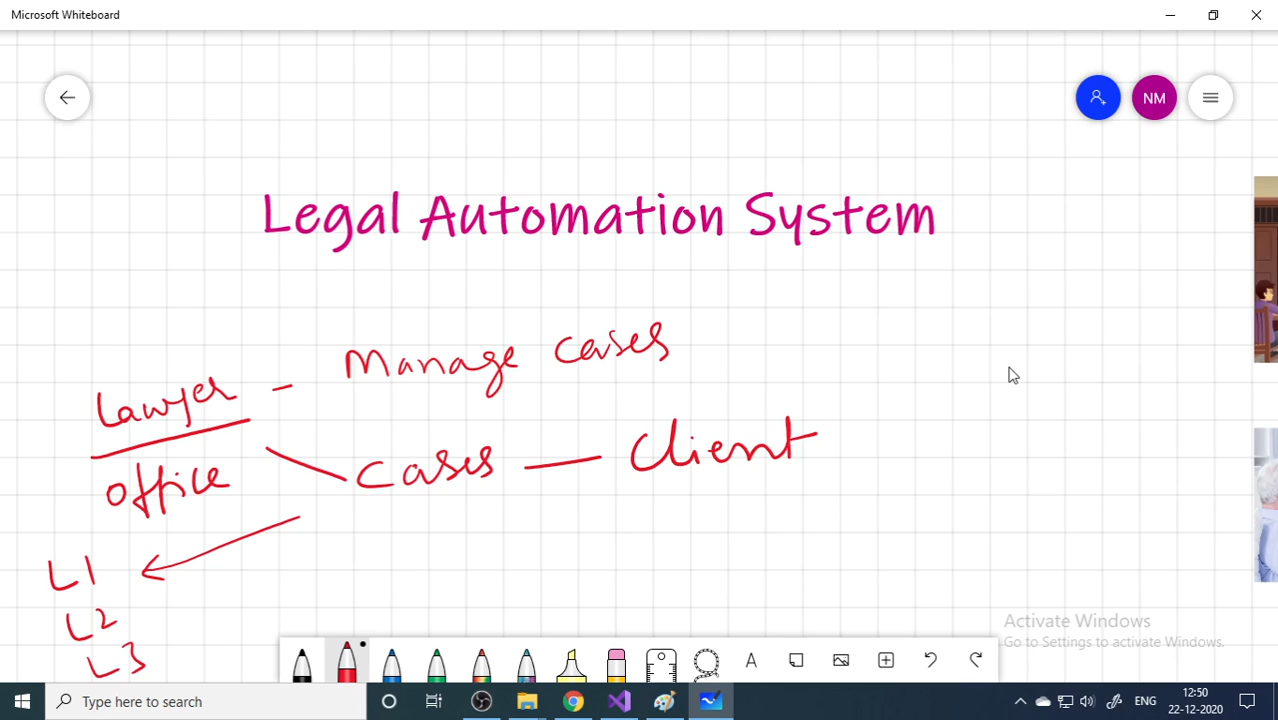 Microsoft Whiteboard
NM
Legal Automation System
Manage cases
Lawyer -
office
Cases — Client
L1
L2
L3
Activate Windows
Go to Settings to activate Windows.
A
Type here to search
ENG
12:50
22-12-2020